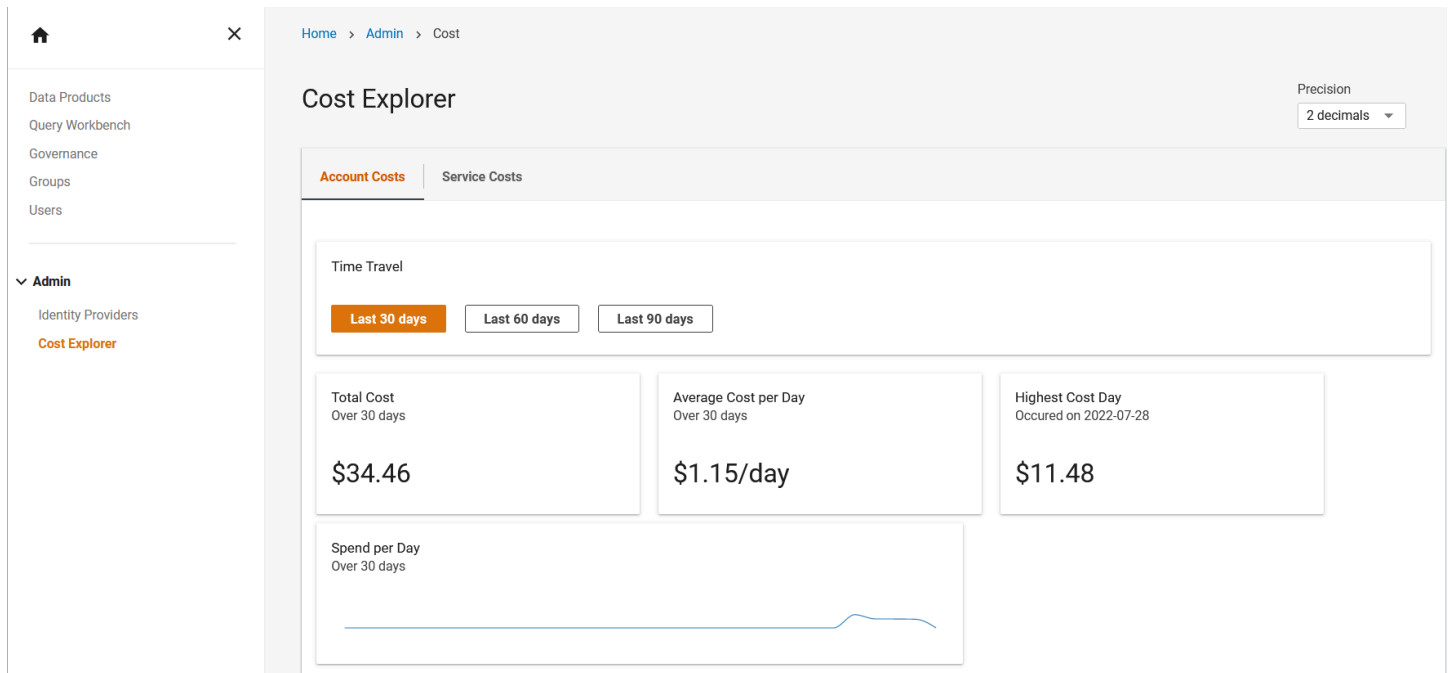 Home > Admin > Cost
Data Products
Query Workbench
Governance
Groups
Users
Admin
Identity Providers
Cost Explorer
Cost Explorer
Precision
2 decimals
Account Costs
Service Costs
Time Travel
Last 30 days
Last 60 days
Last 90 days
Total Cost
Over 30 days
$34.46
Average Cost per Day
Over 30 days
$1.15/day
Highest Cost Day
Occured on 2022-07-28
$11.48
Spend per Day
Over 30 days